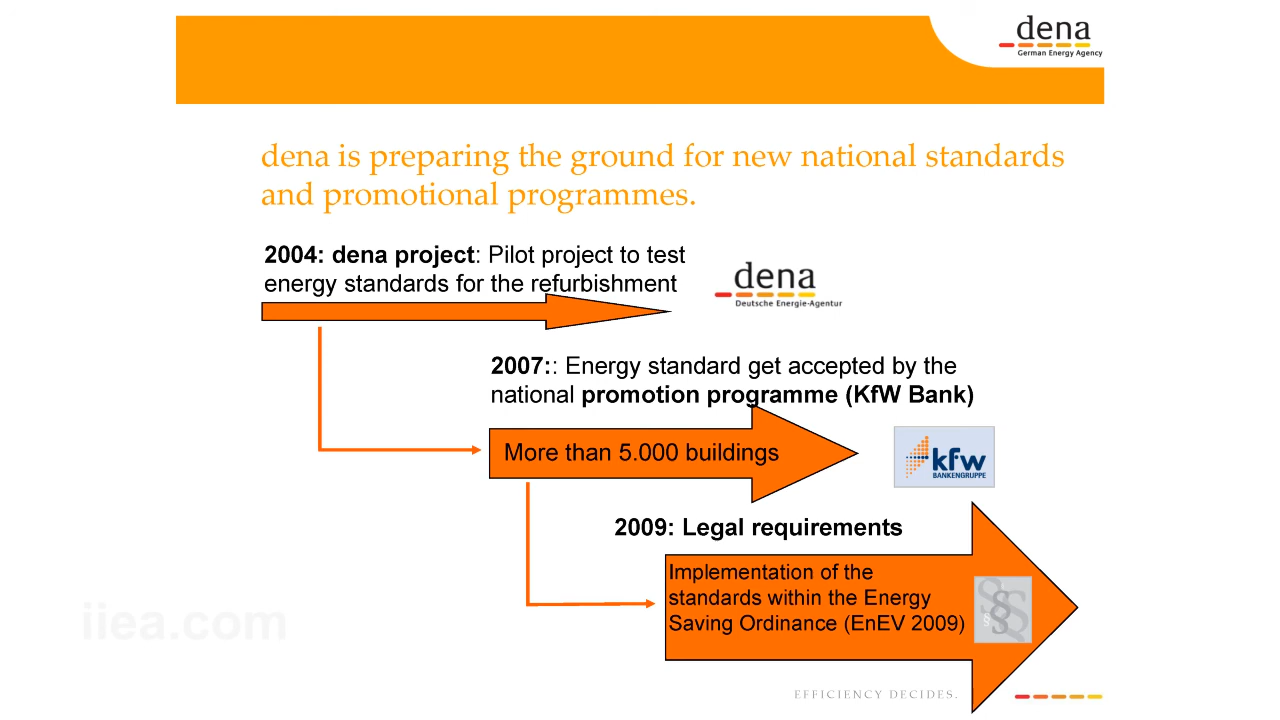 dena
German Energy Agency
dena is preparing the ground for new national standards
and promotional programmes.
2004: dena project: Pilot project to test
energy standards for the refurbishment
dena
Deutsche Energie-Agentur
2007:: Energy standard get accepted by the
national promotion programme (KfW Bank)
More than 5.000 buildings
kfw
BANKENGRUPPE
2009: Legal requirements
Implementation of the
standards within the Energy
Saving Ordinance (EnEV 2009)
§ § § §
iiea.com
EFFICIENCY DECIDES.